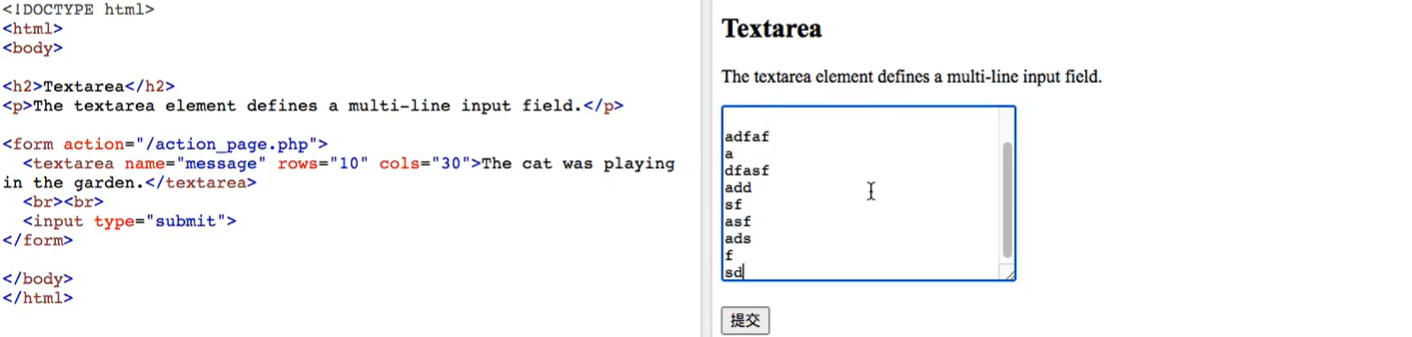 <!DOCTYPE html>
<html>
<body>
<h2>Textarea</h2>
<p>The textarea element defines a multi-line input field.</p>
<form action="/action_page.php">
<textarea name="message" rows="10" cols="30">The cat was playing
in the garden.</textarea>
<br><br>
<input type="submit">
</form>
</body>
</html>
Textarea
The textarea element defines a multi-line input field.
adfaf
a
dfasf
add
sf
asf
ads
f
sd
提交